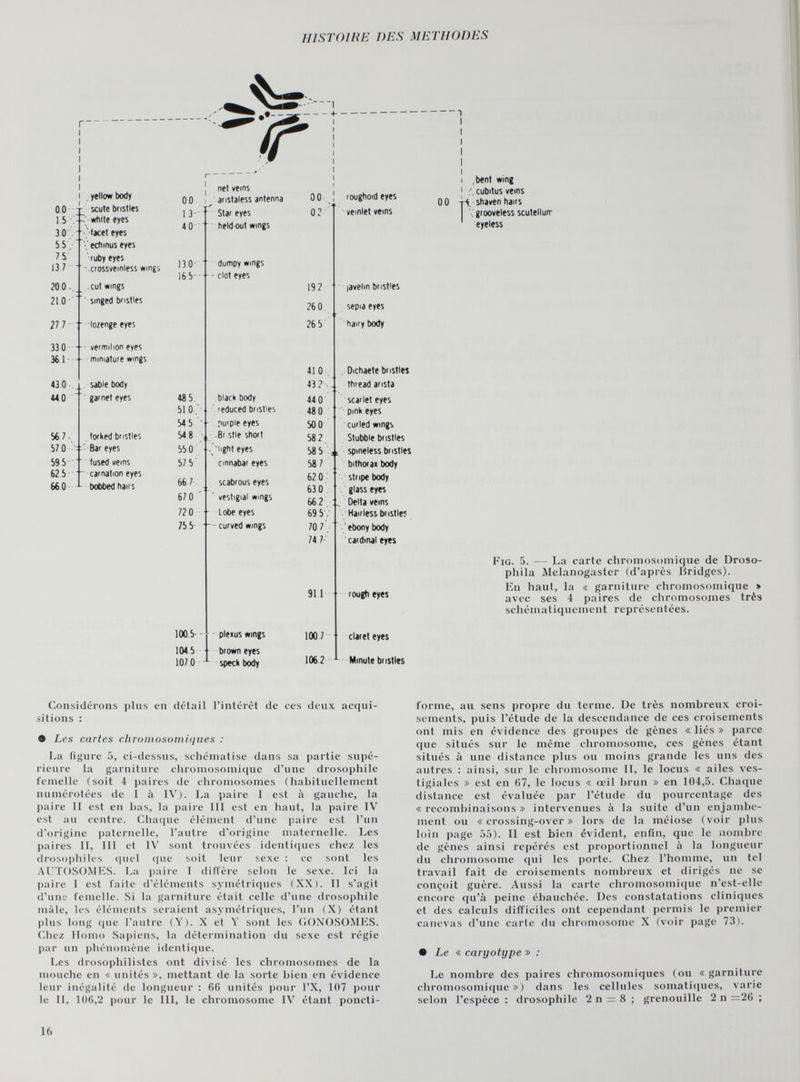 HISTOIRE DES METHODES
yellow body
0 0 scute bristles
1 5 white eyes
3 0 facet eyes
5 5 echinus eyes
7 5 ruby eyes
13 7 crossveinless wings
20 0 cut wings
21 0 singed bristles
27 7 lozenge eyes
33 0 vermilion eyes
36 1 miniature wings
43 0 sable body
44 0 garnet eyes
56 7 forked bristles
57 0 Bar eyes
59 5 fused veins
62 5 carnation eyes
66 0 bobbed hairs
net veins
0 0 aristaless antenna
1 3 Star eyes
4 0 held out wings
13 0 dumpy wings
16 5 clot eyes
48 5 black body
51 0 reduced bristles
54 5 purple eyes
54 8 Bristle short
55 0 light eyes
57 5 cinnabar eyes
66 7 scabrous eyes
67 0 vestigial wings
72 0 Lobe eyes
75 5 curved wings
100 5 plexus wings
104 5 brown eyes
107 0 speck body
0 0 roughoid eyes
0 2 veinlet veins
19 2 javelin bristles
26 0 sepia eyes
26 5 hairy body
41 0 Dichaete bristles
43 2 thread arista
44 0 scarlet eyes
48 0 pink eyes
50 0 curled wings
58 2 Stubble bristles
58 5 spineless bristles
58 7 bithorax body
62 0 stripe body
63 0 glass eyes
66 2 Delta veins
69 5 Hairless bristles
70 7 ebony body
74 7 cardinal eyes
91 1 rough eyes
100 7 claret eyes
106 2 Minute bristles
bent wing
cubitus veins
0 0 shaven hairs
grooveless scutellum
eyeless
FIG. 5. — La carte chromosomique de Droso-
phila Melanogaster (d'après Bridges).
En haut, la « garniture chromosomique »
avec ses 4 paires de chromosomes très
schématiquement représentées.
Considérons plus en détail l'intérêt de ces deux acqui-
sitions :
● Les cartes chromosomiques :
La figure 5, ci-dessus, schématise dans sa partie supé-
rieure la garniture chromosomique d'une drosophile
femelle (soit 4 paires de chromosomes (habituellement
numérotées de I à IV). La paire I est à gauche, la
paire II est en bas, la paire III est en haut, la paire IV
est au centre. Chaque élément d'une paire est l'un
d'origine paternelle, l'autre d'origine maternelle. Les
paires II, III et IV sont trouvées identiques chez les
drosophiles quel que soit leur sexe : ce sont les
AUTOSOMES. La paire I diffère selon le sexe. Ici la
paire I est faite d'éléments symétriques (XX). Il s'agit
d'une femelle. Si la garniture était celle d'une drosophile
mâle, les éléments seraient asymétriques, l'un (X) étant
plus long que l'autre (Y). X et Y sont les GONOSOMES.
Chez Homo Sapiens, la détermination du sexe est régie
par un phénomène identique.
Les drosophilistes ont divisé les chromosomes de la
mouche en « unités », mettant de la sorte bien en évidence
leur inégalité de longueur : 66 unités pour l'X, 107 pour
le II, 106,2 pour le III, le chromosome IV étant poncti-
forme, au sens propre du terme. De très nombreux croi-
sements, puis l'étude de la descendance de ces croisements
ont mis en évidence des groupes de gènes « liés » parce
que situés sur le même chromosome, ces gènes étant
situés à une distance plus ou moins grande les uns des
autres : ainsi, sur le chromosome II, le locus « ailes ves-
tigiales » est en 67, le locus « œil brun » en 104,5. Chaque
distance est évaluée par l'étude du pourcentage des
« recombinaisons » intervenues à la suite d'un enjambe-
ment ou « crossing-over » lors de la méiose (voir plus
loin page 55). Il est bien évident, enfin, que le nombre
de gènes ainsi repérés est proportionnel à la longueur
du chromosome qui les porte. Chez l'homme, un tel
travail fait de croisements nombreux et dirigés ne se
conçoit guère. Aussi la carte chromosomique n'est-elle
encore qu'à peine ébauchée. Des constatations cliniques
et des calculs difficiles ont cependant permis le premier
canevas d'une carte du chromosome X (voir page 73).
● Le « caryotype » :
Le nombre des paires chromosomiques (ou « garniture
chromosomique ») dans les cellules somatiques, varie
selon l'espèce : drosophile 2 n = 8 ; grenouille 2 n =26 ;
16